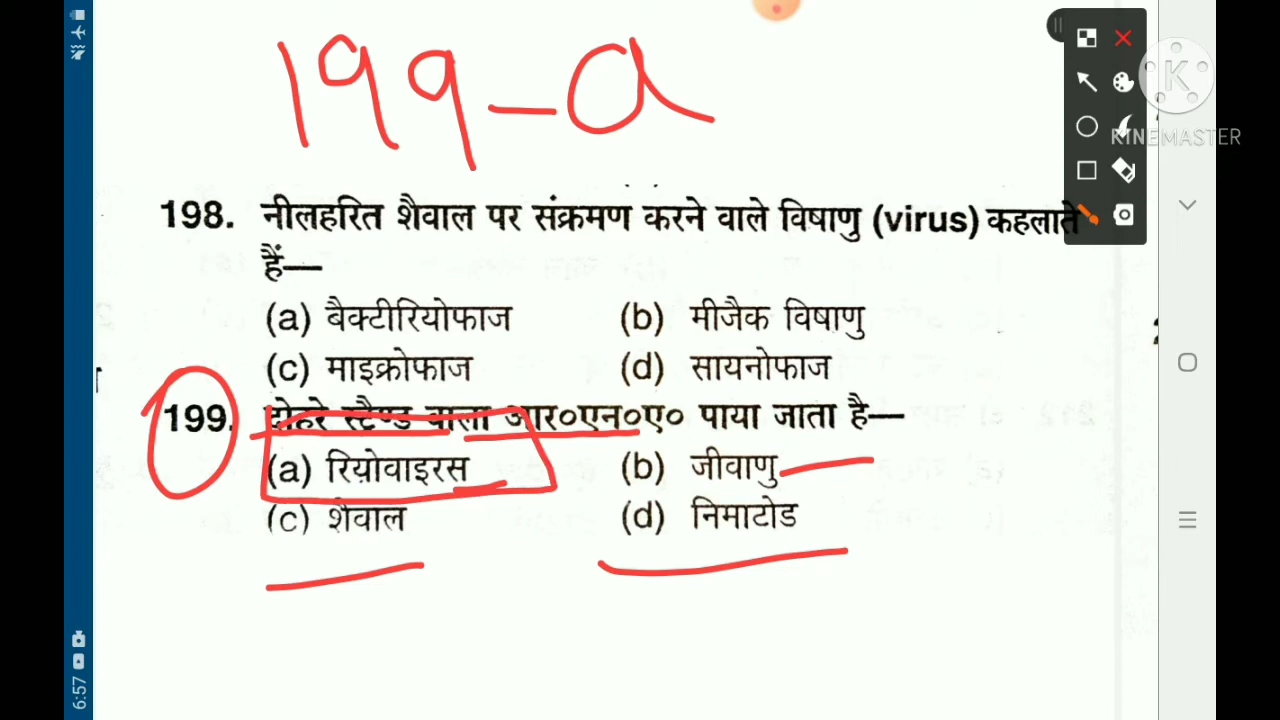 199-a
198. नीलहरित शैवाल पर संक्रमण करने वाले विषाणु (virus) कहलाते
हैं—
(a) बैक्टीरियोफाज (b) मीजैक विषाणु
(c) माइक्रोफाज (d) सायनोफाज
199. दोहरे स्टैण्ड वाला आर०एन०ए० पाया जाता है—
(a) रियोवाइरस (b) जीवाणु
(c) शैवाल (d) निमाटोड
K
KINEMASTER
6:57